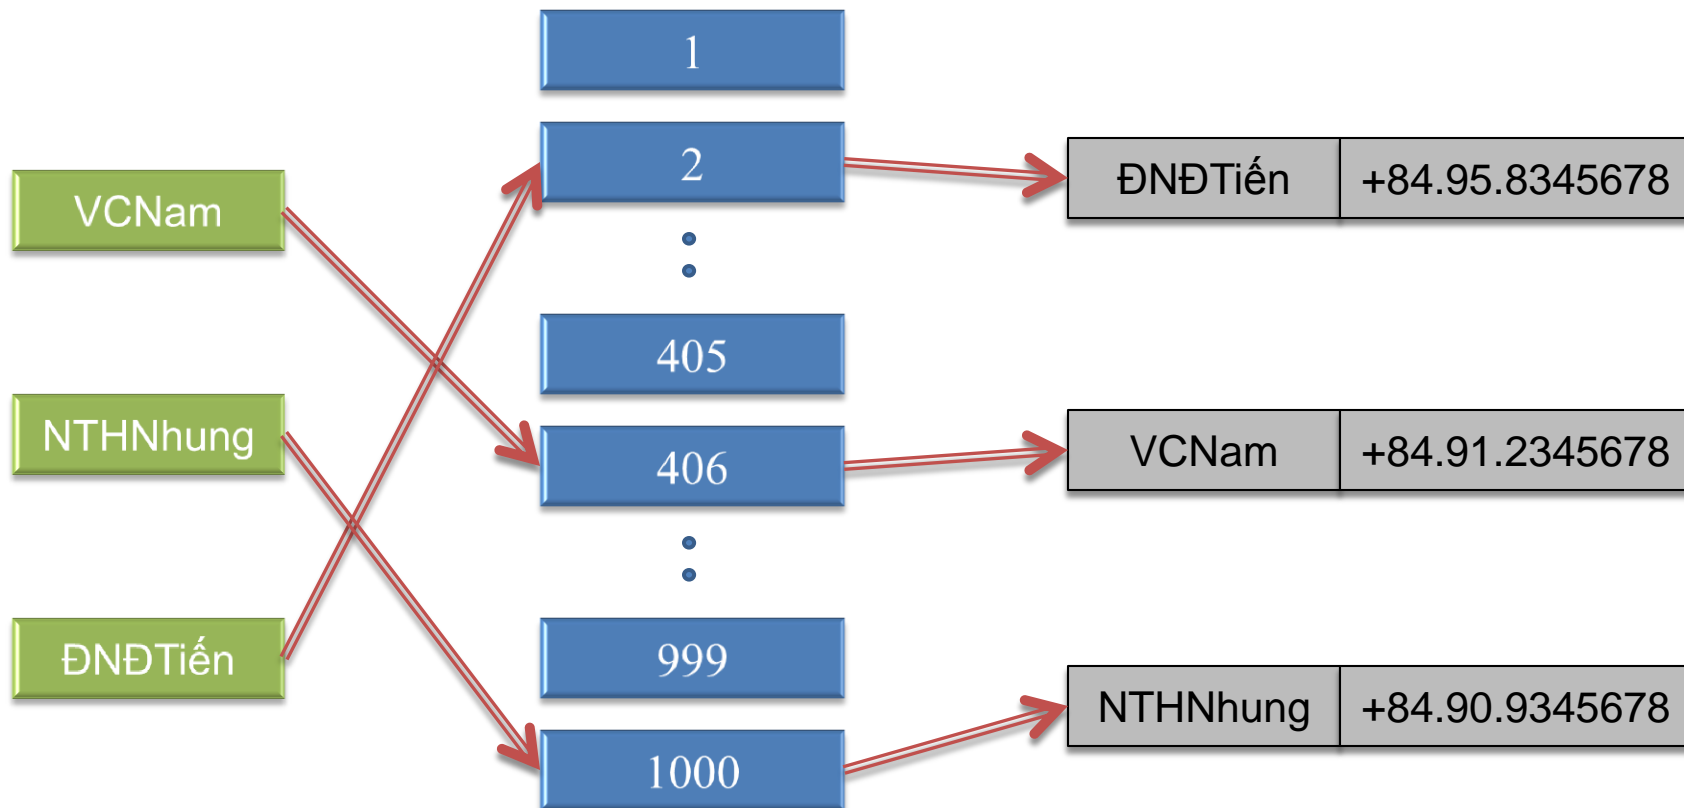 VCNam
NTHNhung
ĐNĐTiến
1
2
405
406
999
1000
ĐNĐTiến +84.95.8345678
VCNam +84.91.2345678
NTHNhung +84.90.9345678